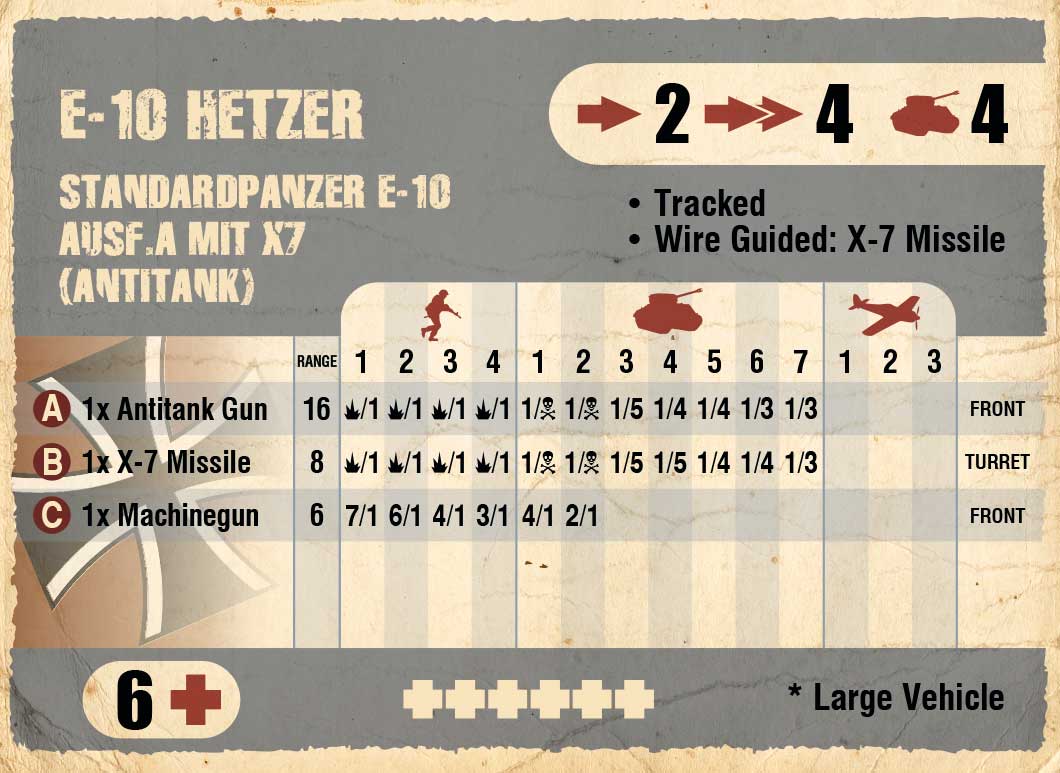 E-10 HETZER
2 4 4
STANDARDPANZER E-10
AUSF.A MIT X7
(ANTITANK)
• Tracked
• Wire Guided: X-7 Missile
RANGE 1 2 3 4 1 2 3 4 5 6 7 1 2 3
A 1x Antitank Gun 16 /1 /1 /1 /1 1/ 1/ 1/5 1/4 1/4 1/3 1/3 FRONT
B 1x X-7 Missile 8 /1 /1 /1 /1 1/ 1/ 1/5 1/5 1/4 1/4 1/3 TURRET
C 1x Machinegun 6 7/1 6/1 4/1 3/1 4/1 2/1 FRONT
6
* Large Vehicle